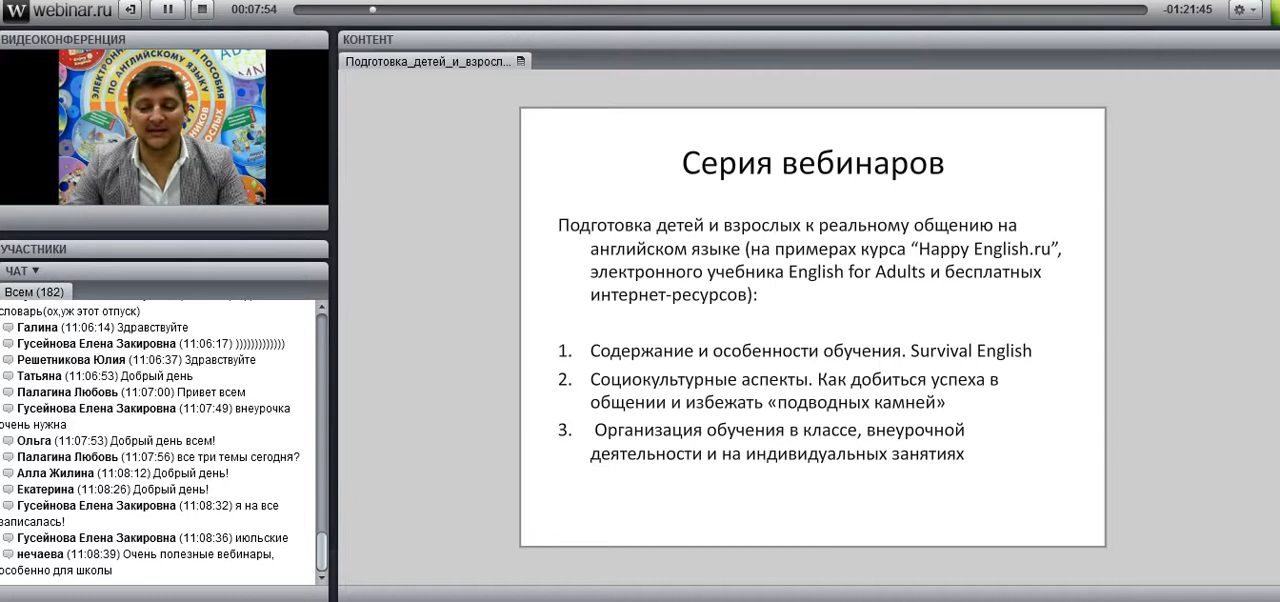 W webinar.ru
00:07:54
-01:21:45
ВИДЕОКОНФЕРЕНЦИЯ
ЭЛЕКТРОННЫЕ ПОСОБИЯ
ПО АНГЛИЙСКОМУ ЯЗЫКУ
УЧАСТНИКИ
ЧАТ ▼
Всем (182)
словарь(ох,уж этот отпуск)
Галина (11:06:14) Здравствуйте
Гусейнова Елена Закировна (11:06:17) )))))))))))))
Решетникова Юлия (11:06:37) Здравствуйте
Татьяна (11:06:53) Добрый день
Палагина Любовь (11:07:00) Привет всем
Гусейнова Елена Закировна (11:07:49) внеурочка
очень нужна
Ольга (11:07:53) Добрый день всем!
Палагина Любовь (11:07:56) все три темы сегодня?
Алла Жилина (11:08:12) Добрый день!
Екатерина (11:08:26) Добрый день!
Гусейнова Елена Закировна (11:08:32) я на все
записалась!
Гусейнова Елена Закировна (11:08:36) июльские
нечаева (11:08:39) Очень полезные вебинары,
особенно для школы
КОНТЕНТ
Подготовка_детей_и_взросл...
Серия вебинаров
Подготовка детей и взрослых к реальному общению на
английском языке (на примерах курса “Happy English.ru”,
электронного учебника English for Adults и бесплатных
интернет-ресурсов):
1. Содержание и особенности обучения. Survival English
2. Социокультурные аспекты. Как добиться успеха в
общении и избежать «подводных камней»
3. Организация обучения в классе, внеурочной
деятельности и на индивидуальных занятиях